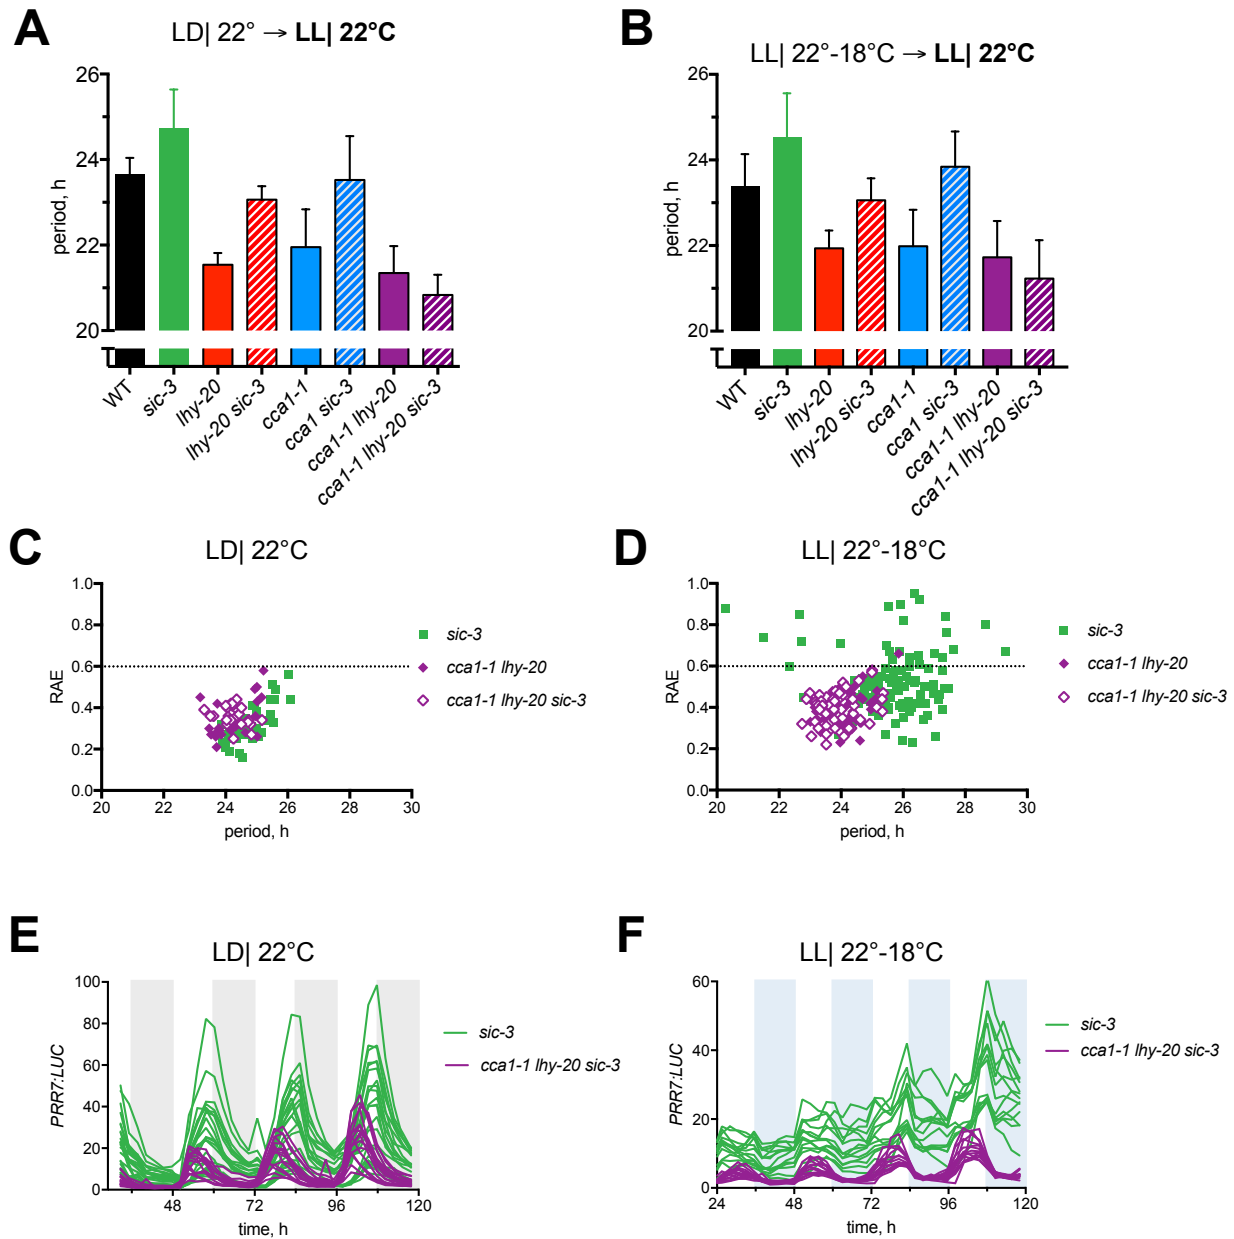 A
LD| 22° → LL| 22°C
26
24
22
20
period, h
WT
sic-3
lhy-20
lhy-20 sic-3
cca1-1
cca1 sic-3
cca1-1 lhy-20
cca1-1 lhy-20 sic-3
B
LL| 22°-18°C → LL| 22°C
26
24
22
20
period, h
WT
sic-3
lhy-20
lhy-20 sic-3
cca1-1
cca1 sic-3
cca1-1 lhy-20
cca1-1 lhy-20 sic-3
C
LD| 22°C
1.0
0.8
0.6
0.4
0.2
0.0
RAE
20 22 24 26 28 30
period, h
sic-3
cca1-1 lhy-20
cca1-1 lhy-20 sic-3
D
LL| 22°-18°C
1.0
0.8
0.6
0.4
0.2
0.0
RAE
20 22 24 26 28 30
period, h
sic-3
cca1-1 lhy-20
cca1-1 lhy-20 sic-3
E
LD| 22°C
100
80
60
40
20
0
PRR7:LUC
48 72 96 120
time, h
sic-3
cca1-1 lhy-20 sic-3
F
LL| 22°-18°C
60
40
20
0
PRR7:LUC
24 48 72 96 120
time, h
sic-3
cca1-1 lhy-20 sic-3